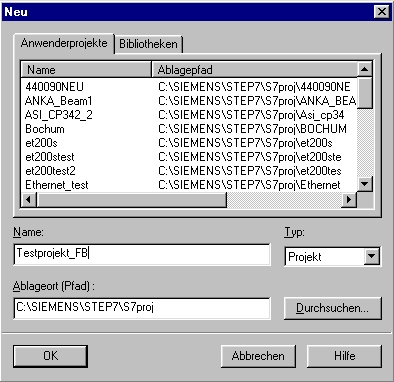 Neu
Anwenderprojekte Bibliotheken
Name Ablagepfad
440090NEU C:\SIEMENS\STEP7\S7proj\440090NE
ANKA_Beam1 C:\SIEMENS\STEP7\S7proj\ANKA_BEA
ASI_CP342_2 C:\SIEMENS\STEP7\S7proj\Asi_cp34
Bochum C:\SIEMENS\STEP7\S7proj\BOCHUM
et200s C:\SIEMENS\STEP7\S7proj\et200s
et200stest C:\SIEMENS\STEP7\S7proj\et200ste
et200test2 C:\SIEMENS\STEP7\S7proj\et200tes
Ethernet_test C:\SIEMENS\STEP7\S7proj\Ethernet
Name: Typ:
Testprojekt_FB Projekt
Ablageort (Pfad) :
C:\SIEMENS\STEP7\S7proj Durchsuchen...
OK Abbrechen Hilfe